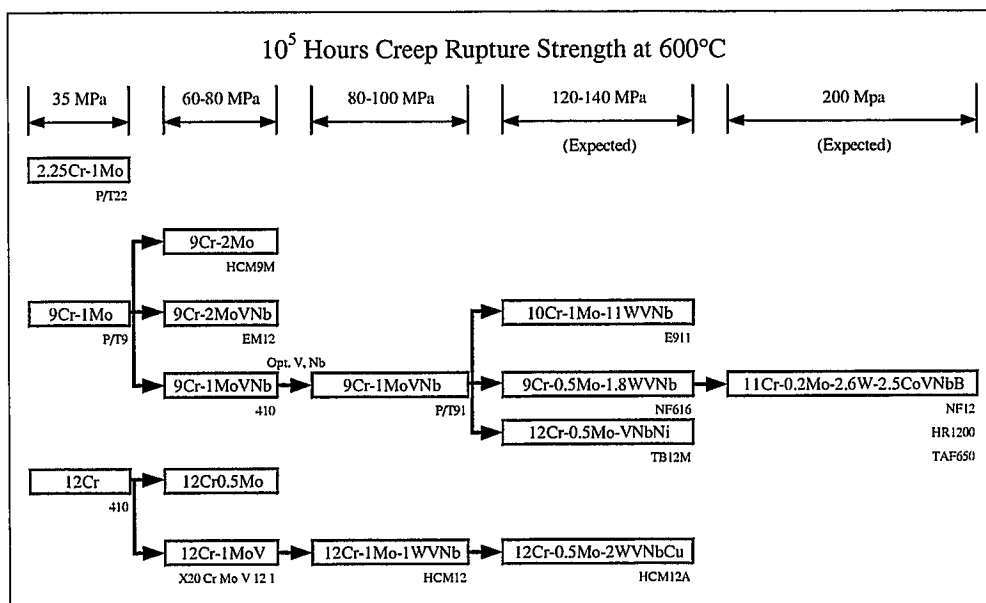 10⁵ Hours Creep Rupture Strength at 600°C
35 MPa
60-80 MPa
80-100 MPa
120-140 MPa
200 Mpa
(Expected)
(Expected)
2.25Cr-1Mo
P/T22
9Cr-2Mo
HCM9M
9Cr-1Mo
9Cr-2MoVNb
10Cr-1Mo-11WVNb
P/T9
EM12
E911
Opt. V, Nb
9Cr-1MoVNb
9Cr-1MoVNb
9Cr-0.5Mo-1.8WVNb
11Cr-0.2Mo-2.6W-2.5CoVNbB
410
P/T91
NF616
NF12
12Cr-0.5Mo-VNbNi
HR1200
TB12M
TAF650
12Cr
12Cr0.5Mo
410
12Cr-1MoV
12Cr-1Mo-1WVNb
12Cr-0.5Mo-2WVNbCu
X20 Cr Mo V 12 1
HCM12
HCM12A